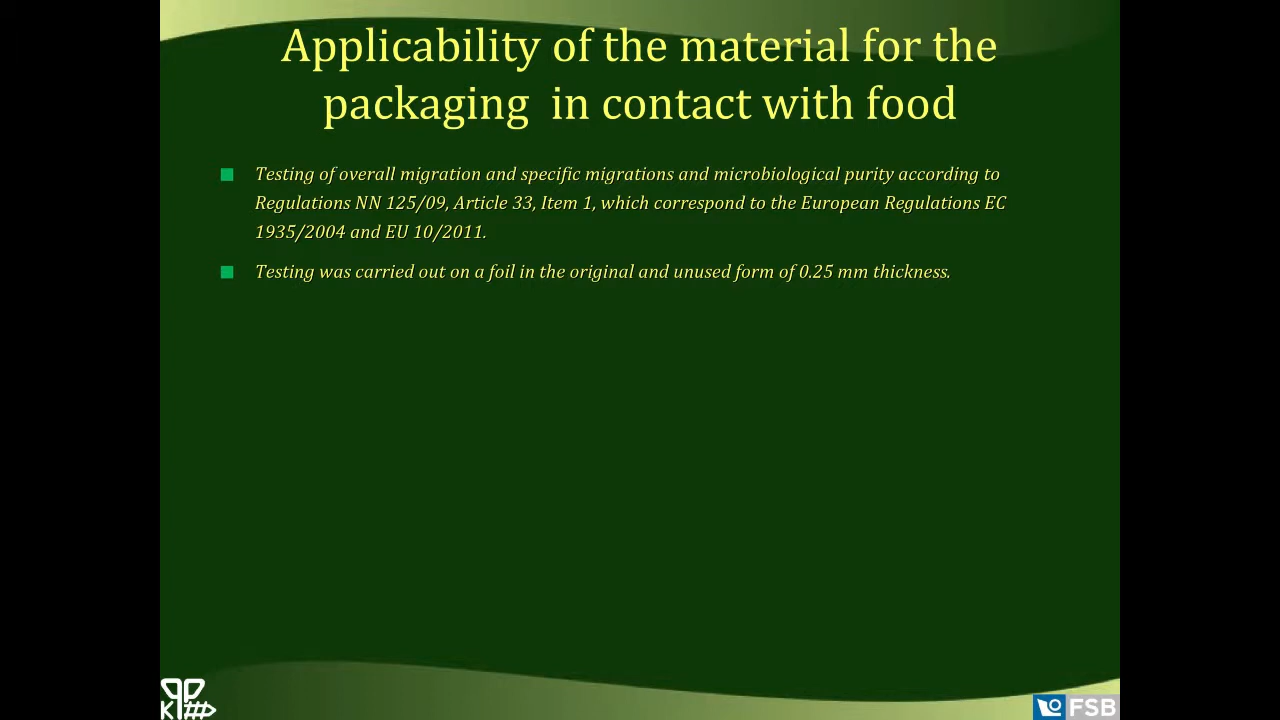 Applicability of the material for the
packaging in contact with food
Testing of overall migration and specific migrations and microbiological purity according to
Regulations NN 125/09, Article 33, Item 1, which correspond to the European Regulations EC
1935/2004 and EU 10/2011.
Testing was carried out on a foil in the original and unused form of 0.25 mm thickness.
FSB